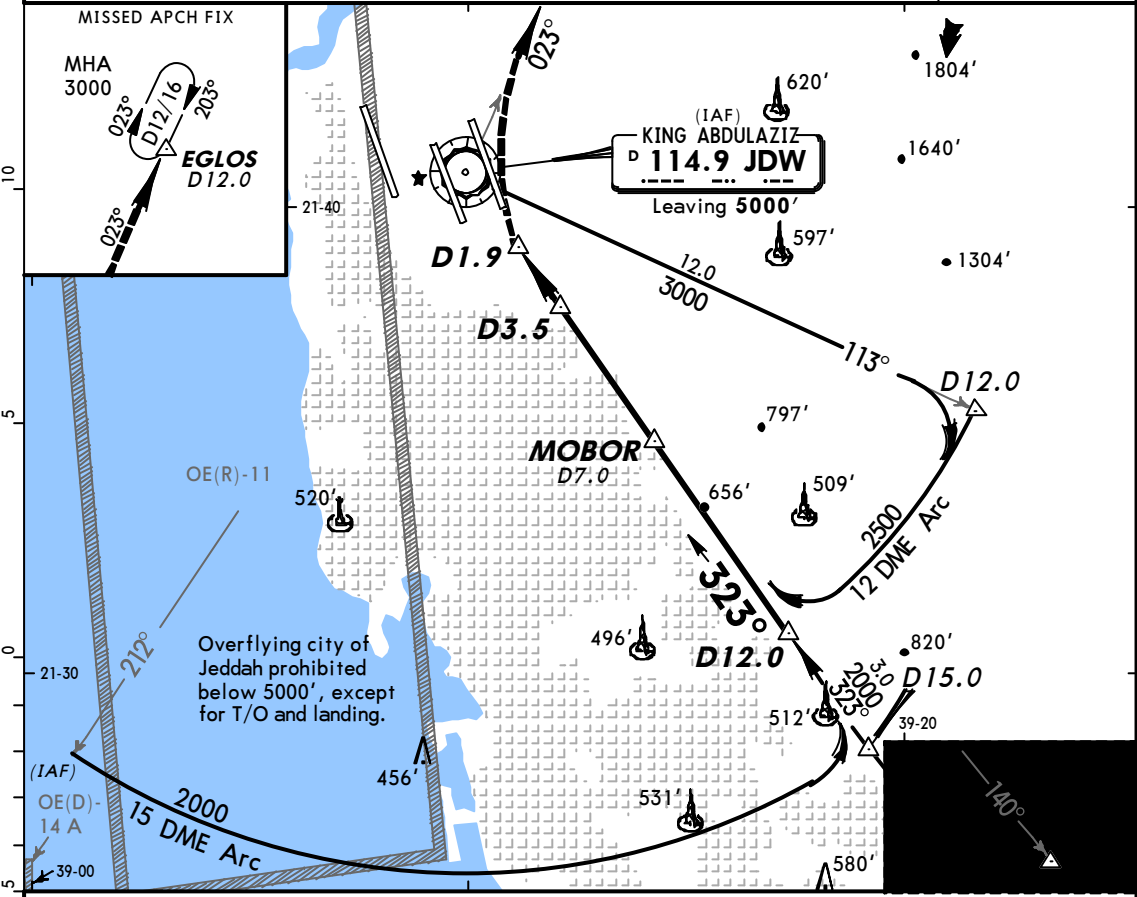 MISSED APCH FIX
MHA
3000
023°
D12/16
203°
EGLOS
D12.0
023°
023°
620'
1804'
(IAF)
KING ABDULAZIZ
D 114.9 JDW
Leaving 5000'
1640'
10
21-40
597'
1304'
D1.9
12.0
3000
D3.5
113°
D12.0
5
797'
MOBOR
D7.0
OE(R)-11
520'
656'
509'
2500
12 DME Arc
323°
212°
0
21-30
Overflying city of
Jeddah prohibited
below 5000', except
for T/O and landing.
496'
D12.0
820'
3.0
2000
323°
D15.0
512'
39-20
(IAF)
456'
OE(D)-
14 A
2000
15 DME Arc
531'
140°
39-00
580'
5